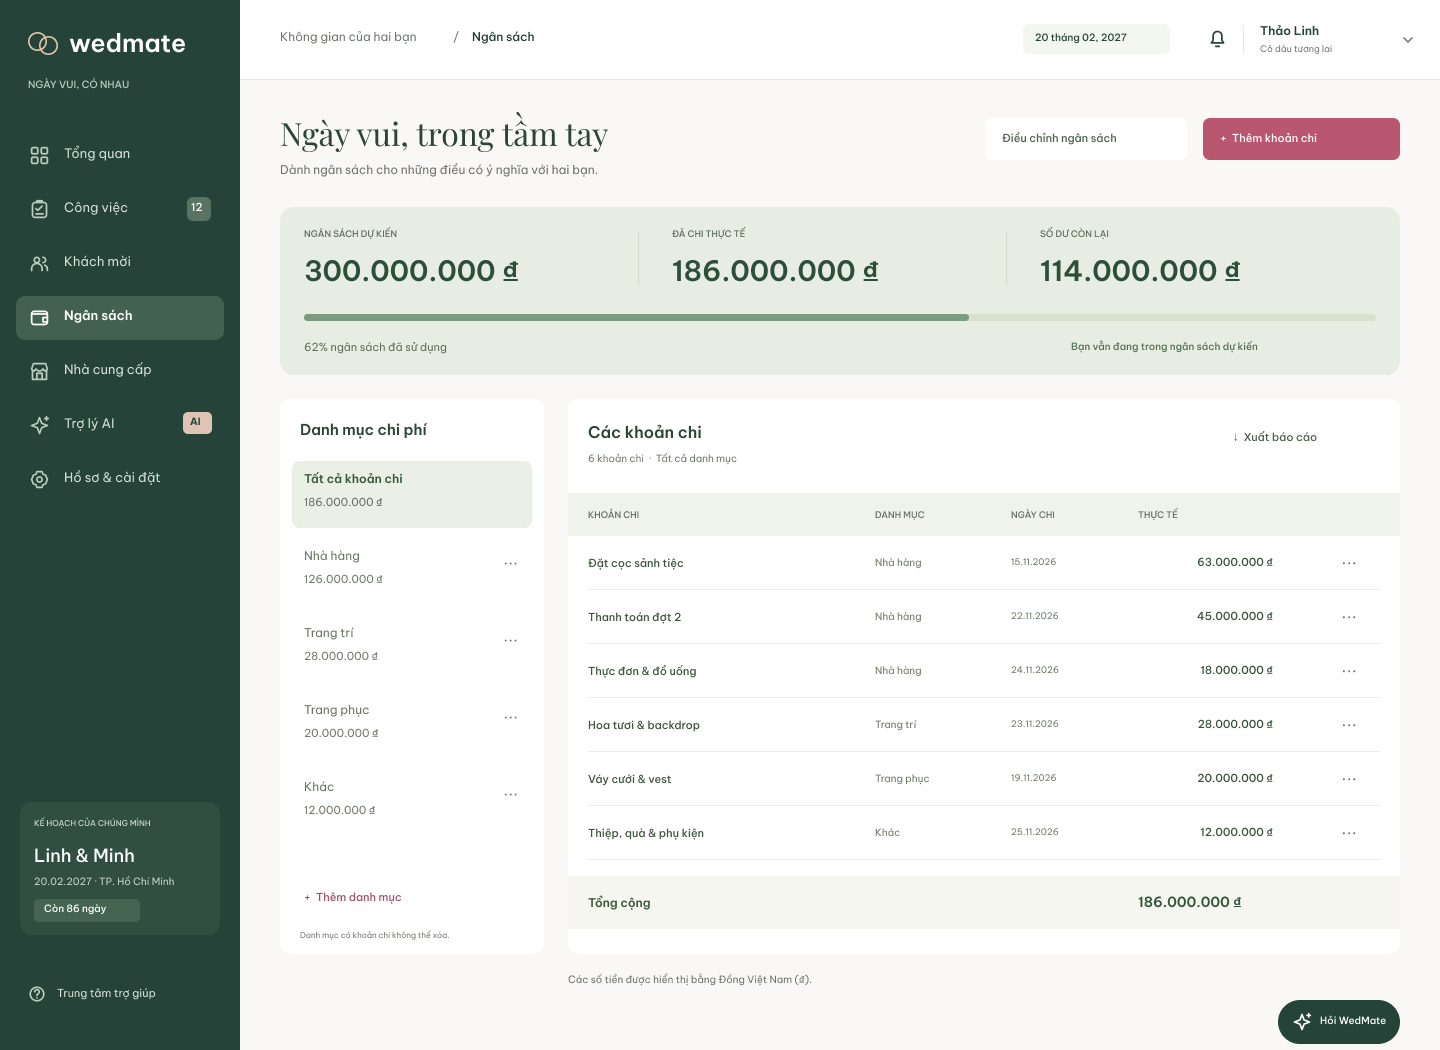 wedmate
NGÀY VUI, CÓ NHAU
Tổng quan
Công việc 12
Khách mời
Ngân sách
Nhà cung cấp
Trợ lý AI AI
Hồ sơ & cài đặt
KẾ HOẠCH CỦA CHÚNG MÌNH
Linh & Minh
20.02.2027 · TP. Hồ Chí Minh
Còn 86 ngày
Trung tâm trợ giúp
Không gian của hai bạn / Ngân sách
20 tháng 02, 2027
Thảo Linh
Cô dâu tương lai
Ngày vui, trong tầm tay
Dành ngân sách cho những điều có ý nghĩa với hai bạn.
Điều chỉnh ngân sách
+ Thêm khoản chi
NGÂN SÁCH DỰ KIẾN
300.000.000 ₫
ĐÃ CHI THỰC TẾ
186.000.000 ₫
SỐ DƯ CÒN LẠI
114.000.000 ₫
62% ngân sách đã sử dụng
Bạn vẫn đang trong ngân sách dự kiến
Danh mục chi phí
Tất cả khoản chi
186.000.000 ₫
Nhà hàng
126.000.000 ₫
Trang trí
28.000.000 ₫
Trang phục
20.000.000 ₫
Khác
12.000.000 ₫
+ Thêm danh mục
Danh mục có khoản chi không thể xóa.
Các khoản chi
6 khoản chi · Tất cả danh mục
↓ Xuất báo cáo
KHOẢN CHI DANH MỤC NGÀY CHI THỰC TẾ
Đặt cọc sảnh tiệc Nhà hàng 15.11.2026 63.000.000 ₫
Thanh toán đợt 2 Nhà hàng 22.11.2026 45.000.000 ₫
Thực đơn & đồ uống Nhà hàng 24.11.2026 18.000.000 ₫
Hoa tươi & backdrop Trang trí 23.11.2026 28.000.000 ₫
Váy cưới & vest Trang phục 19.11.2026 20.000.000 ₫
Thiệp, quà & phụ kiện Khác 25.11.2026 12.000.000 ₫
Tổng cộng 186.000.000 ₫
Các số tiền được hiển thị bằng Đồng Việt Nam (₫).
Hỏi WedMate